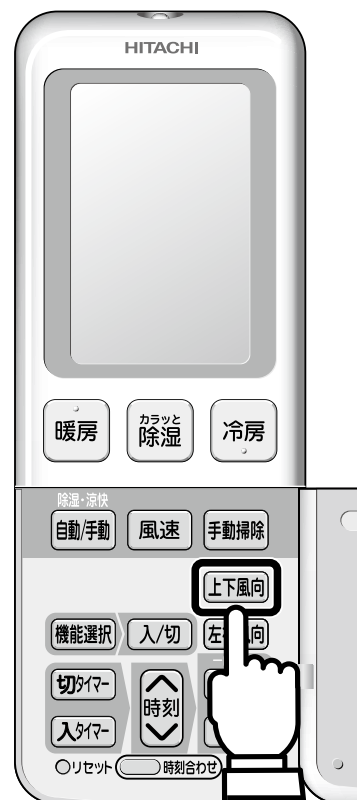 HITACHI
暖房
カラッと
除湿
冷房
除湿・涼快
自動/手動 風速 手動掃除
上下風向
機能選択 入/切 左 向
切タイマー
時刻
入タイマー
リセット 時刻合わせ